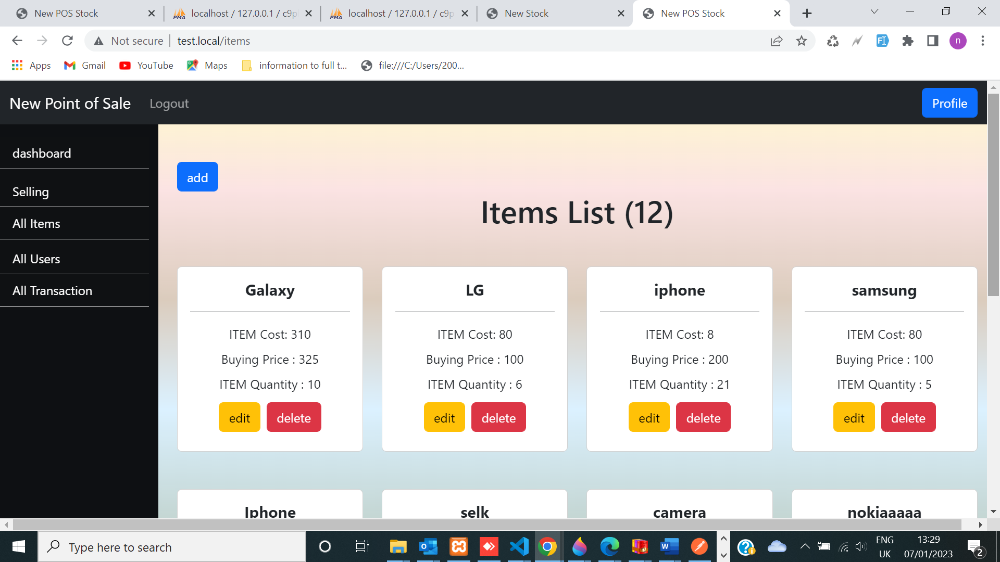 New POS Stock
localhost / 127.0.0.1 / c9p
localhost / 127.0.0.1 / c9p
New Stock
New POS Stock
Not secure
test.local/items
n
Apps
Gmail
YouTube
Maps
information to full t...
file:///C:/Users/200...
New Point of Sale
Logout
Profile
dashboard
Selling
All Items
All Users
All Transaction
add
Items List (12)
Galaxy
ITEM Cost: 310
Buying Price : 325
ITEM Quantity : 10
edit
delete
LG
ITEM Cost: 80
Buying Price : 100
ITEM Quantity : 6
edit
delete
iphone
ITEM Cost: 8
Buying Price : 200
ITEM Quantity : 21
edit
delete
samsung
ITEM Cost: 80
Buying Price : 100
ITEM Quantity : 5
edit
delete
Iphone
selk
camera
nokiaaaaa
Type here to search
ENG
UK
13:29
07/01/2023
2